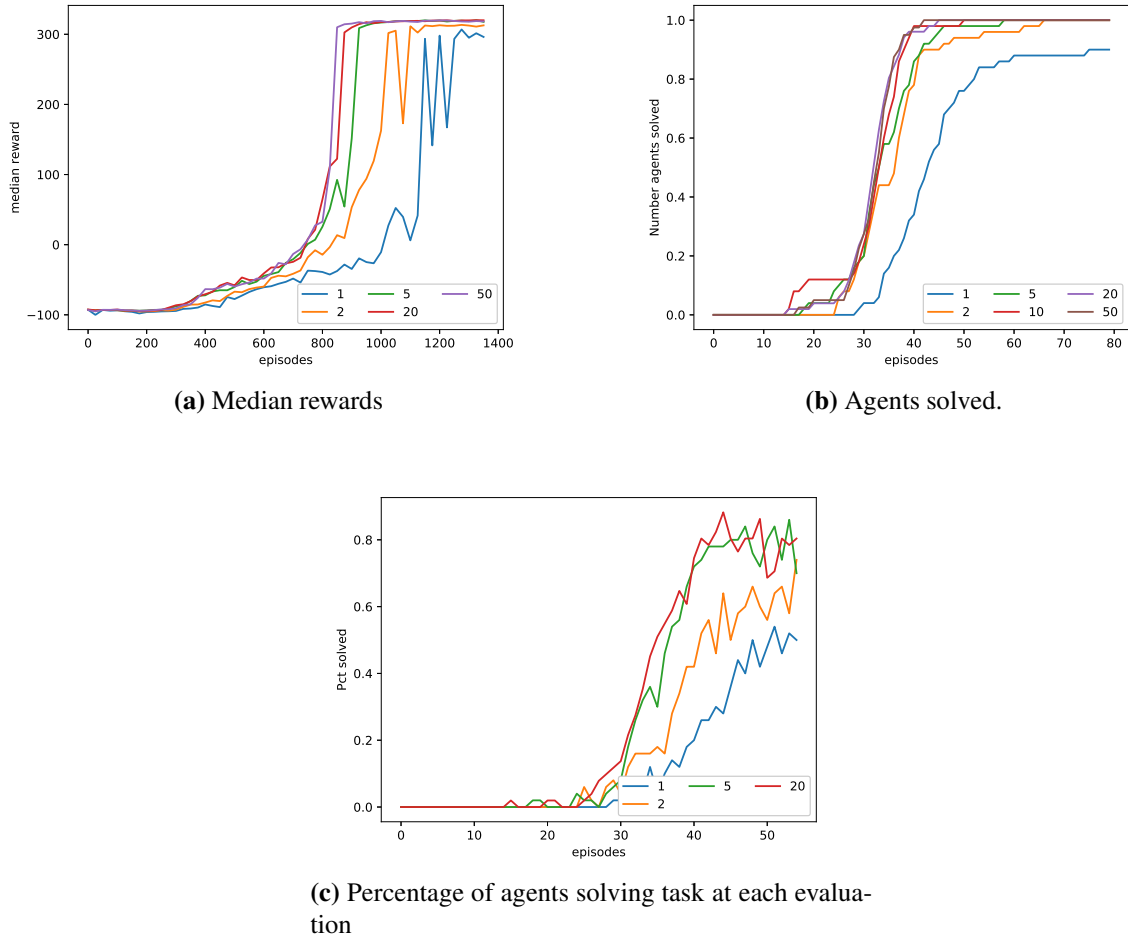 300
200
100
0
−100
median reward
0 200 400 600 800 1000 1200 1400
episodes
1 5 50
2 20
(a) Median rewards
1.0
0.8
0.6
0.4
0.2
0.0
Number agents solved
0 10 20 30 40 50 60 70 80
episodes
1 5 20
2 10 50
(b) Agents solved.
0.8
0.6
0.4
0.2
0.0
Pct solved
0 10 20 30 40 50
episodes
1 5 20
2
(c) Percentage of agents solving task at each evalua-
tion